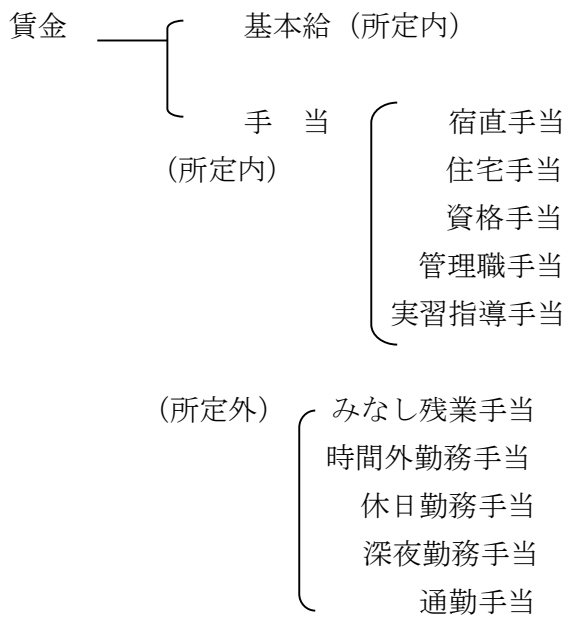 賃金 基本給（所定内）
手 当 宿直手当
（所定内） 住宅手当
資格手当
管理職手当
実習指導手当
（所定外） みなし残業手当
時間外勤務手当
休日勤務手当
深夜勤務手当
通勤手当